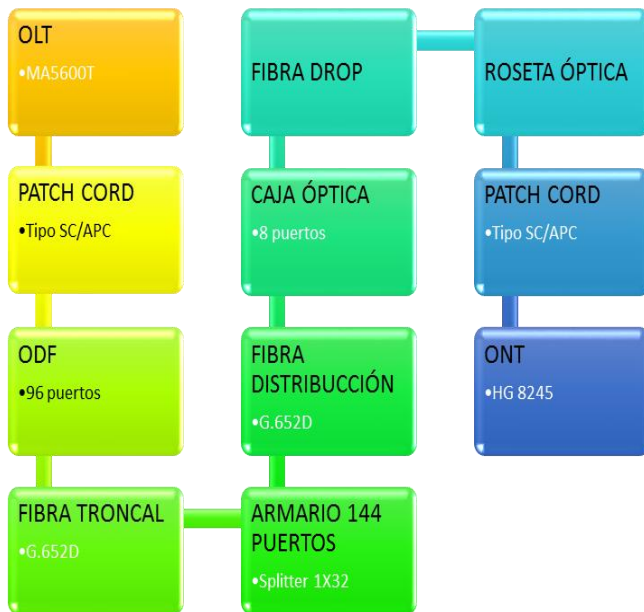 OLT
•MA5600T
PATCH CORD
•Tipo SC/APC
ODF
•96 puertos
FIBRA TRONCAL
•G.652D
ARMARIO 144
PUERTOS
•Splitter 1X32
FIBRA
DISTRIBUCCIÓN
•G.652D
CAJA ÓPTICA
•8 puertos
FIBRA DROP
ROSETA ÓPTICA
PATCH CORD
•Tipo SC/APC
ONT
•HG 8245